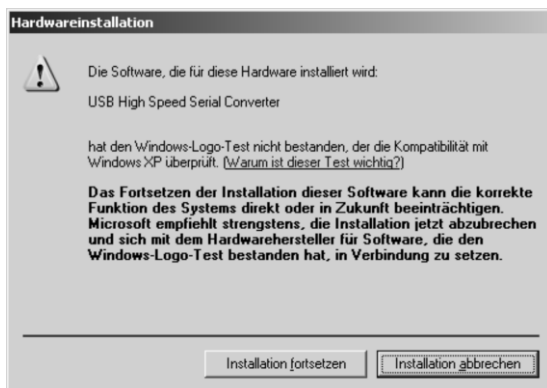 Hardwareinstallation
Die Software, die für diese Hardware installiert wird:
USB High Speed Serial Converter
hat den Windows-Logo-Test nicht bestanden, der die Kompatibilität mit
Windows XP überprüft. (Warum ist dieser Test wichtig?)
Das Fortsetzen der Installation dieser Software kann die korrekte
Funktion des Systems direkt oder in Zukunft beeinträchtigen.
Microsoft empfiehlt strengstens, die Installation jetzt abzubrechen
und sich mit dem Hardwarehersteller für Software, die den
Windows-Logo-Test bestanden hat, in Verbindung zu setzen.
Installation fortsetzen
Installation abbrechen